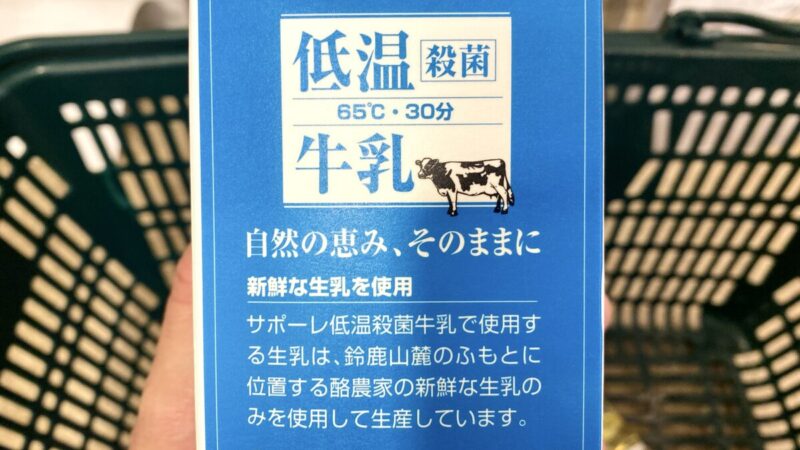 低温 殺菌
65℃・30分
牛乳
自然の恵み、そのままに
新鮮な生乳を使用
サポーレ低温殺菌牛乳で使用す
る生乳は、鈴鹿山麓のふもとに
位置する酪農家の新鮮な生乳の
みを使用して生産しています。